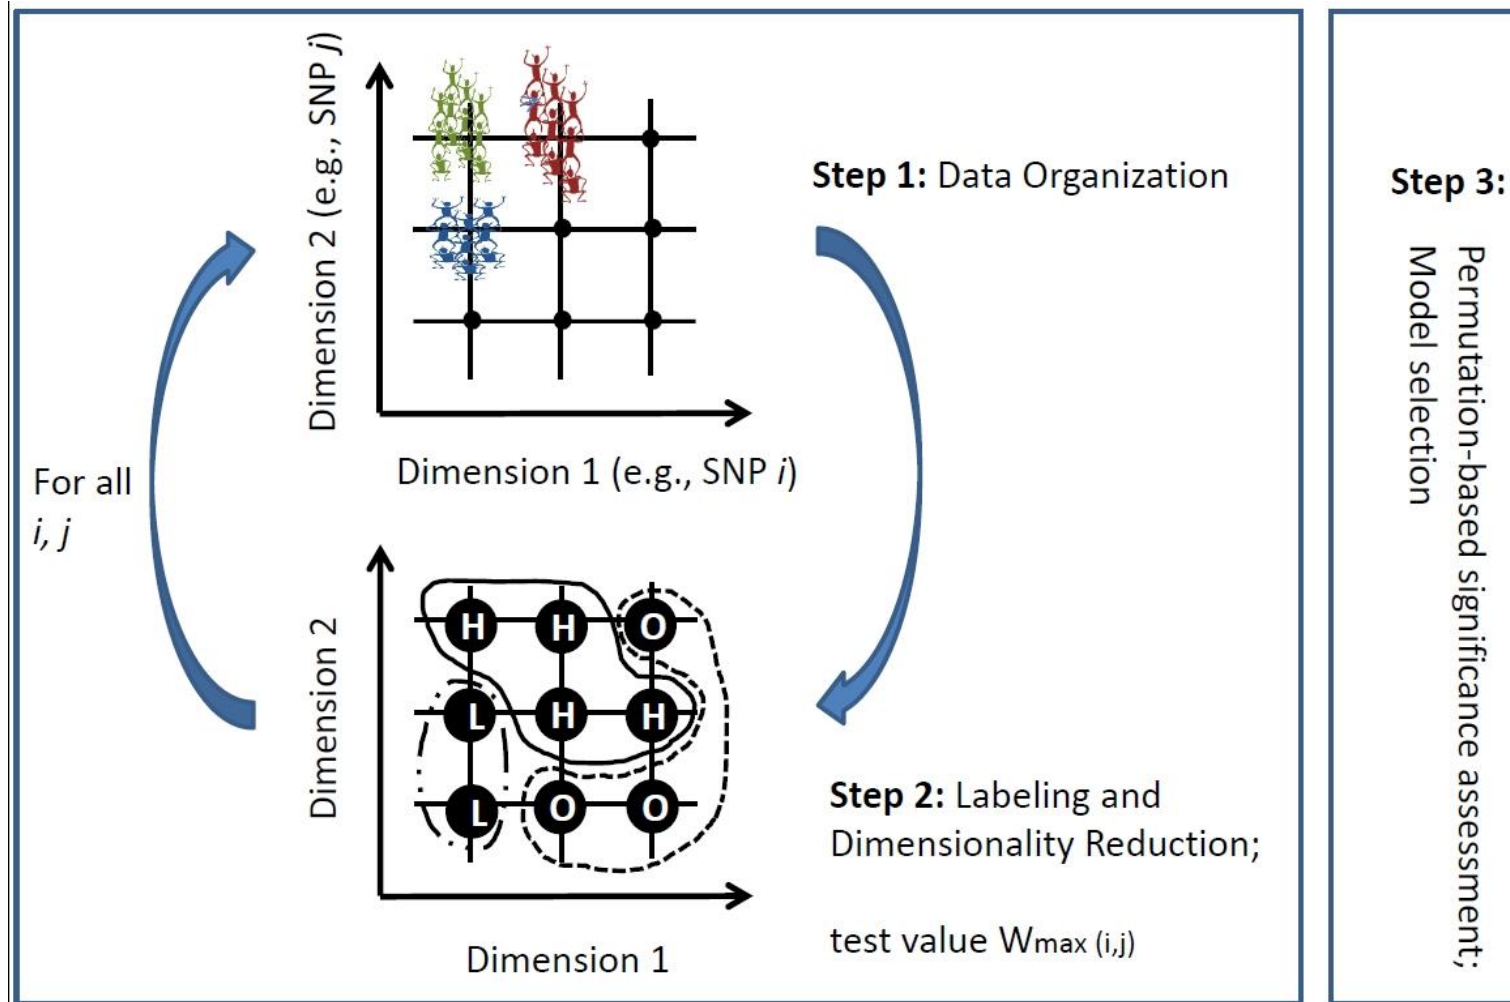 Dimension 2 (e.g., SNP j)
Dimension 1 (e.g., SNP i)
Step 1: Data Organization
For all
i, j
Dimension 2
H H O
L H H
L O O
Dimension 1
Step 2: Labeling and
Dimensionality Reduction;
test value Wmax (i,j)
Step 3:
Permutation-based significance assessment;
Model selection